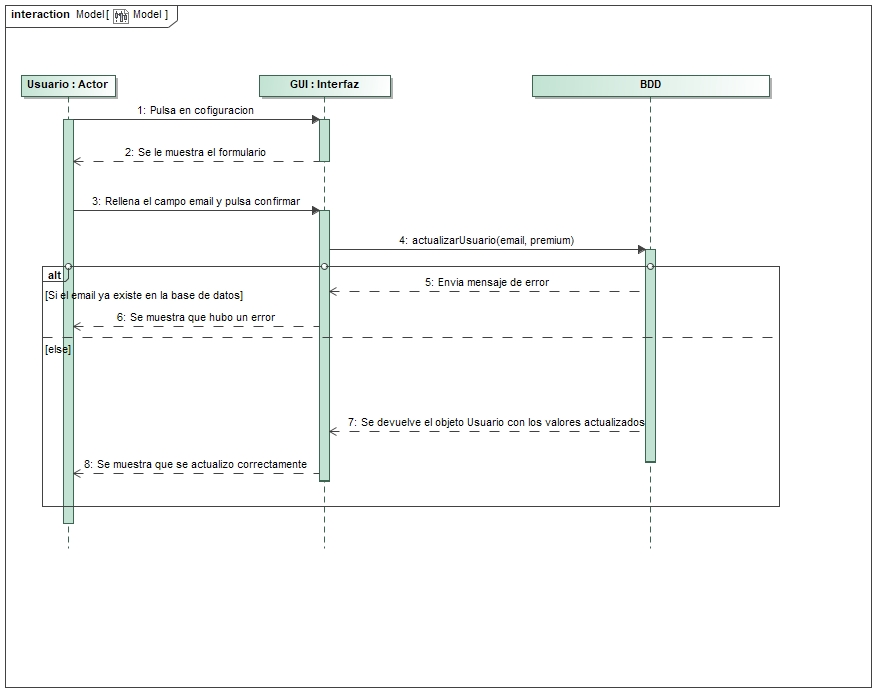 interaction Model[ Model ]
Usuario : Actor
GUI : Interfaz
BDD
1: Pulsa en cofiguracion
2: Se le muestra el formulario
3: Rellena el campo email y pulsa confirmar
4: actualizarUsuario(email, premium)
alt
5: Envia mensaje de error
[Si el email ya existe en la base de datos]
6: Se muestra que hubo un error
[else]
7: Se devuelve el objeto Usuario con los valores actualizados
8: Se muestra que se actualizo correctamente